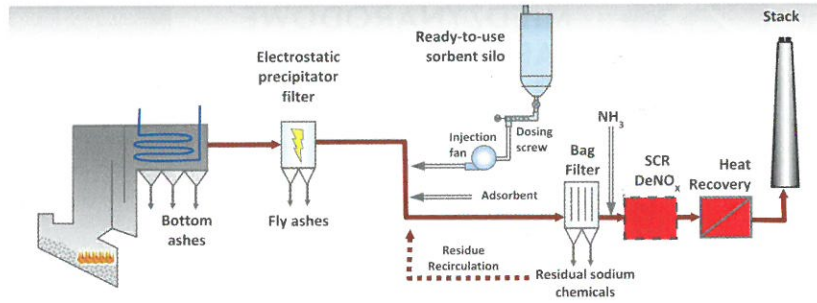 Stack
Ready-to-use
sorbent silo
Electrostatic
precipitator
filter
Injection
fan
Dosing
screw
NH3
Bag
Filter
SCR
DeNOx
Heat
Recovery
Adsorbent
Bottom
ashes
Fly ashes
Residue
Recirculation
Residual sodium
chemicals